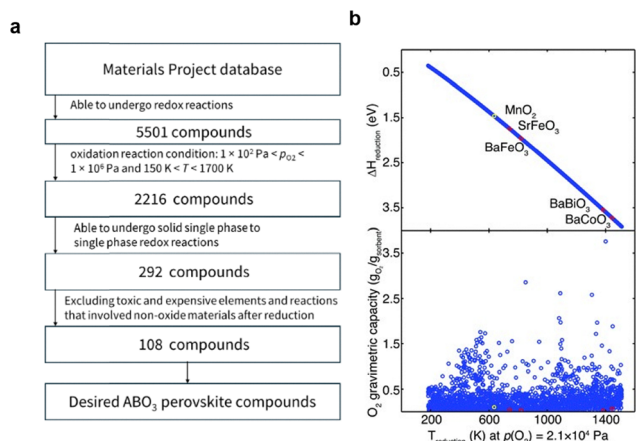 a
Materials Project database
Able to undergo redox reactions
5501 compounds
oxidation reaction condition: 1 × 10² Pa < pO2 <
1 × 10⁶ Pa and 150 K < T < 1700 K
2216 compounds
Able to undergo solid single phase to
single phase redox reactions
292 compounds
Excluding toxic and expensive elements and reactions
that involved non-oxide materials after reduction
108 compounds
Desired ABO₃ perovskite compounds
b
ΔHreduction (eV)
0.5
1.5
2.5
3.5
MnO₂
SrFeO₃
BaFeO₃
BaBiO₃
BaCoO₃
O₂ gravimetric capacity (gO₂/gsorbent)
3.5
2.5
1.5
0.5
200 600 1000 1400
Treduction (K) at p(O₂) = 2.1×10⁴ Pa